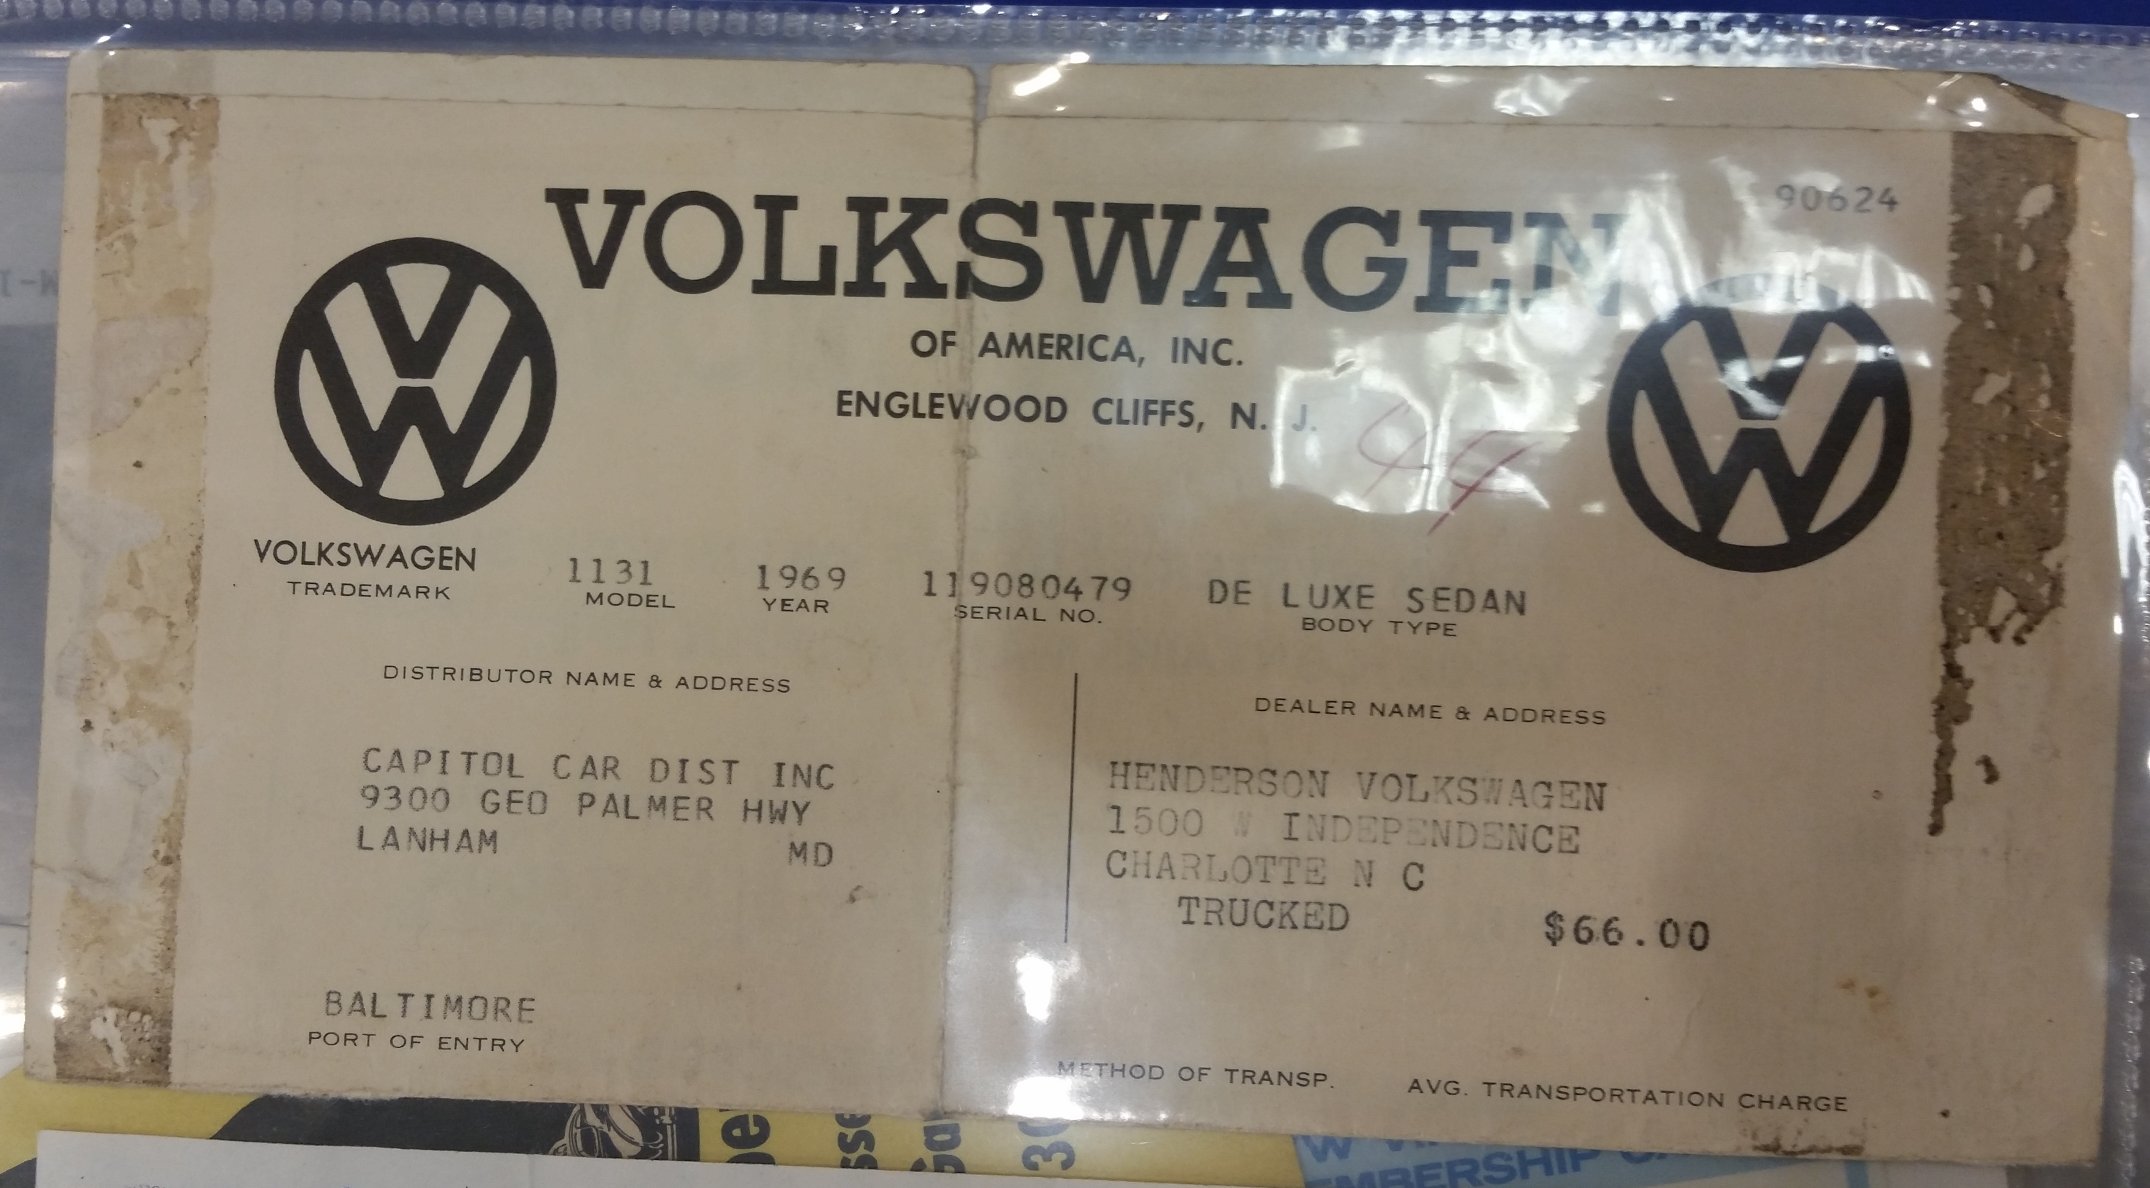 90624
VOLKSWAGEN
OF AMERICA, INC.
ENGLEWOOD CLIFFS, N. J.
44
VOLKSWAGEN
TRADEMARK
1131 1969 119080479 DE LUXE SEDAN
MODEL YEAR SERIAL NO. BODY TYPE
DISTRIBUTOR NAME & ADDRESS
CAPITOL CAR DIST INC
9300 GEO PALMER HWY
LANHAM MD
DEALER NAME & ADDRESS
HENDERSON VOLKSWAGEN
1500 W INDEPENDENCE
CHARLOTTE N C
TRUCKED $66.00
BALTIMORE
PORT OF ENTRY
METHOD OF TRANSP. AVG. TRANSPORTATION CHARGE